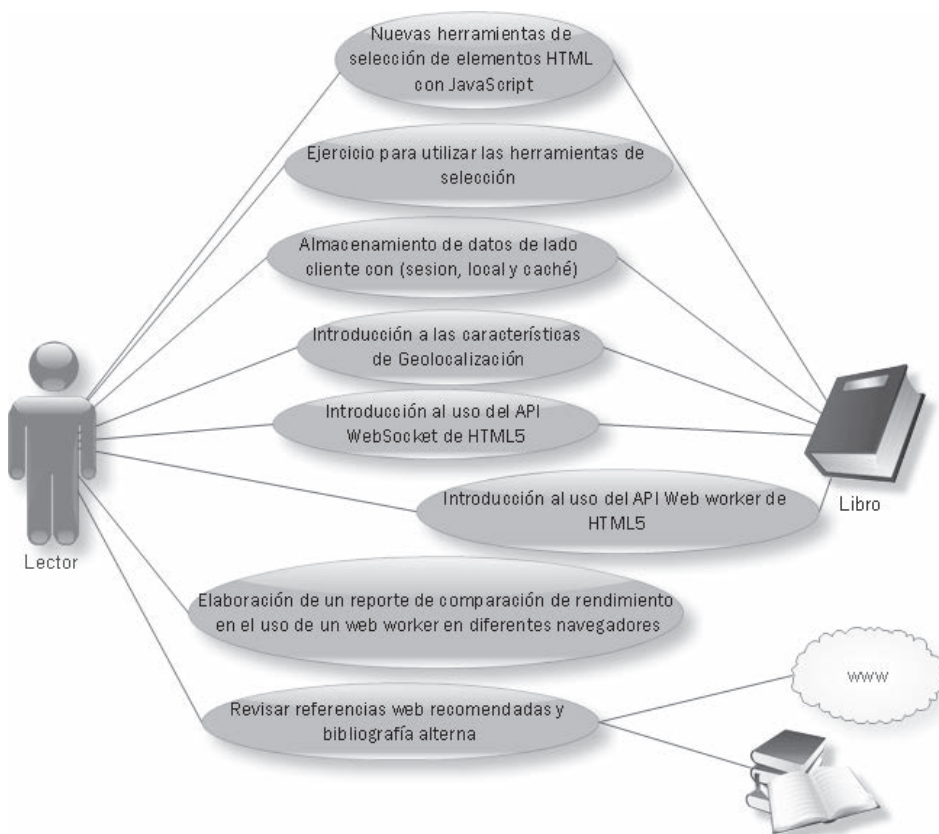 Nuevas herramientas de
selección de elementos HTML
con JavaScript
Ejercicio para utilizar las herramientas de
selección
Almacenamiento de datos de lado
cliente con (sesion, local y caché)
Introducción a las características
de Geolocalización
Introducción al uso del API
WebSocket de HTML5
Introducción al uso del API Web worker de
HTML5
Libro
Lector
Elaboración de un reporte de comparación de rendimiento
en el uso de un web worker en diferentes navegadores
www
Revisar referencias web recomendadas y
bibliografía alterna